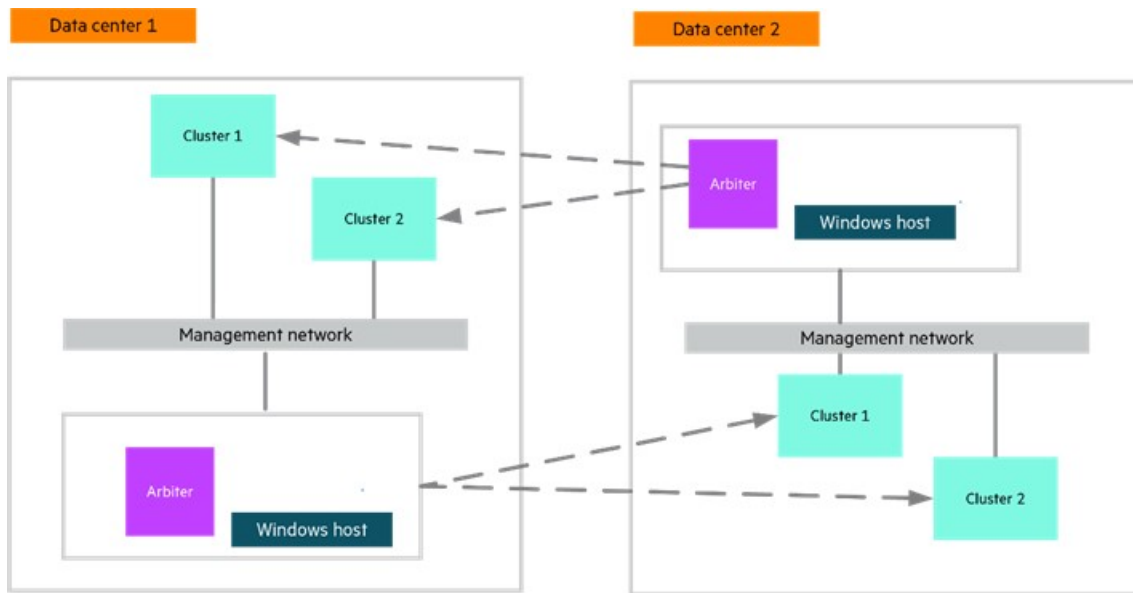 Data center 1
Cluster 1
Cluster 2
Management network
Arbiter
Windows host
Data center 2
Arbiter
Windows host
Management network
Cluster 1
Cluster 2